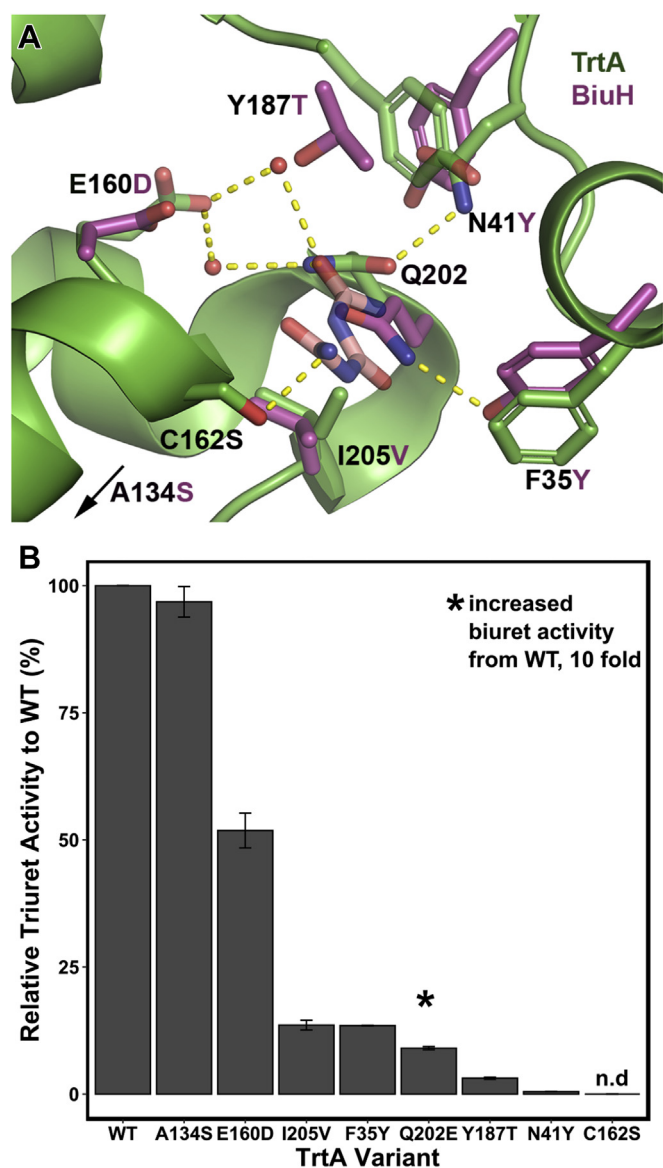 A
TrtA
BiuH
Y187T
E160D
N41Y
Q202
C162S
I205V
A134S
F35Y
B
Relative Triuret Activity to WT (%)
100
75
50
25
0
* increased
biuret activity
from WT, 10 fold
*
n.d
WT A134S E160D I205V F35Y Q202E Y187T N41Y C162S
TrtA Variant